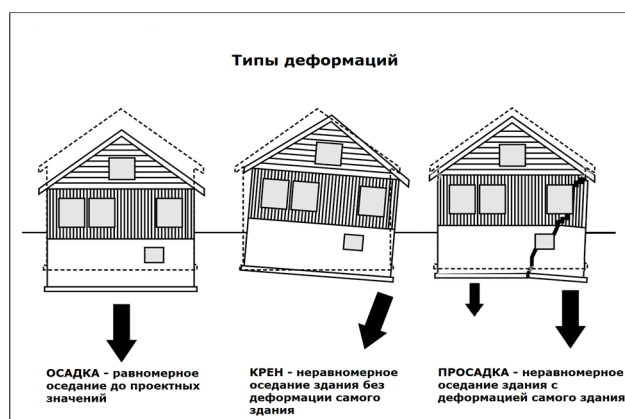 Типы деформаций
ОСАДКА - равномерное
оседание до проектных
значений
КРЕН - неравномерное
оседание здания без
деформации самого
здания
ПРОСАДКА - неравномерное
оседание здания с
деформацией самого здания